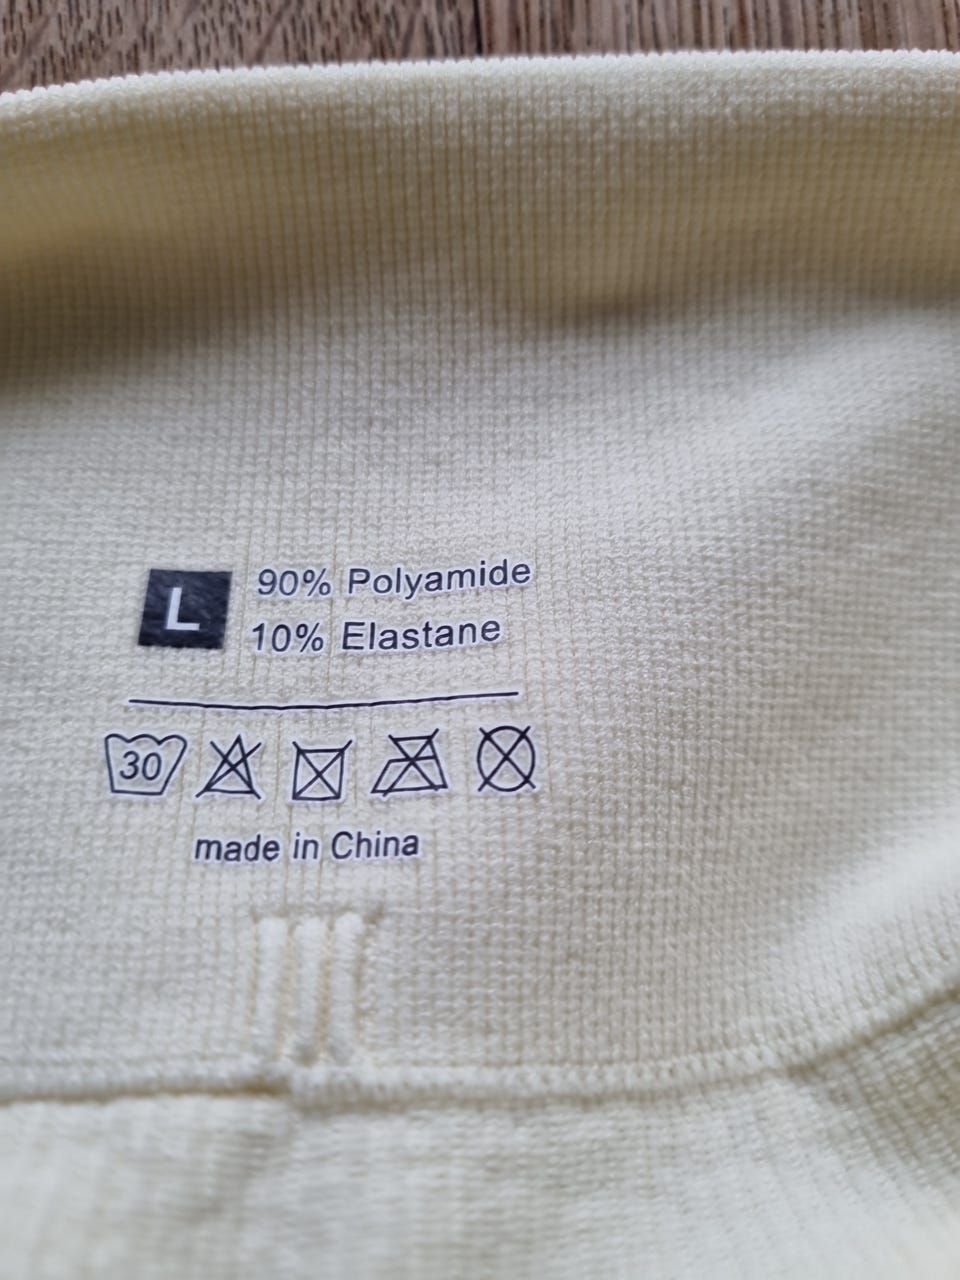 L
90% Polyamide
10% Elastane
30
made in China